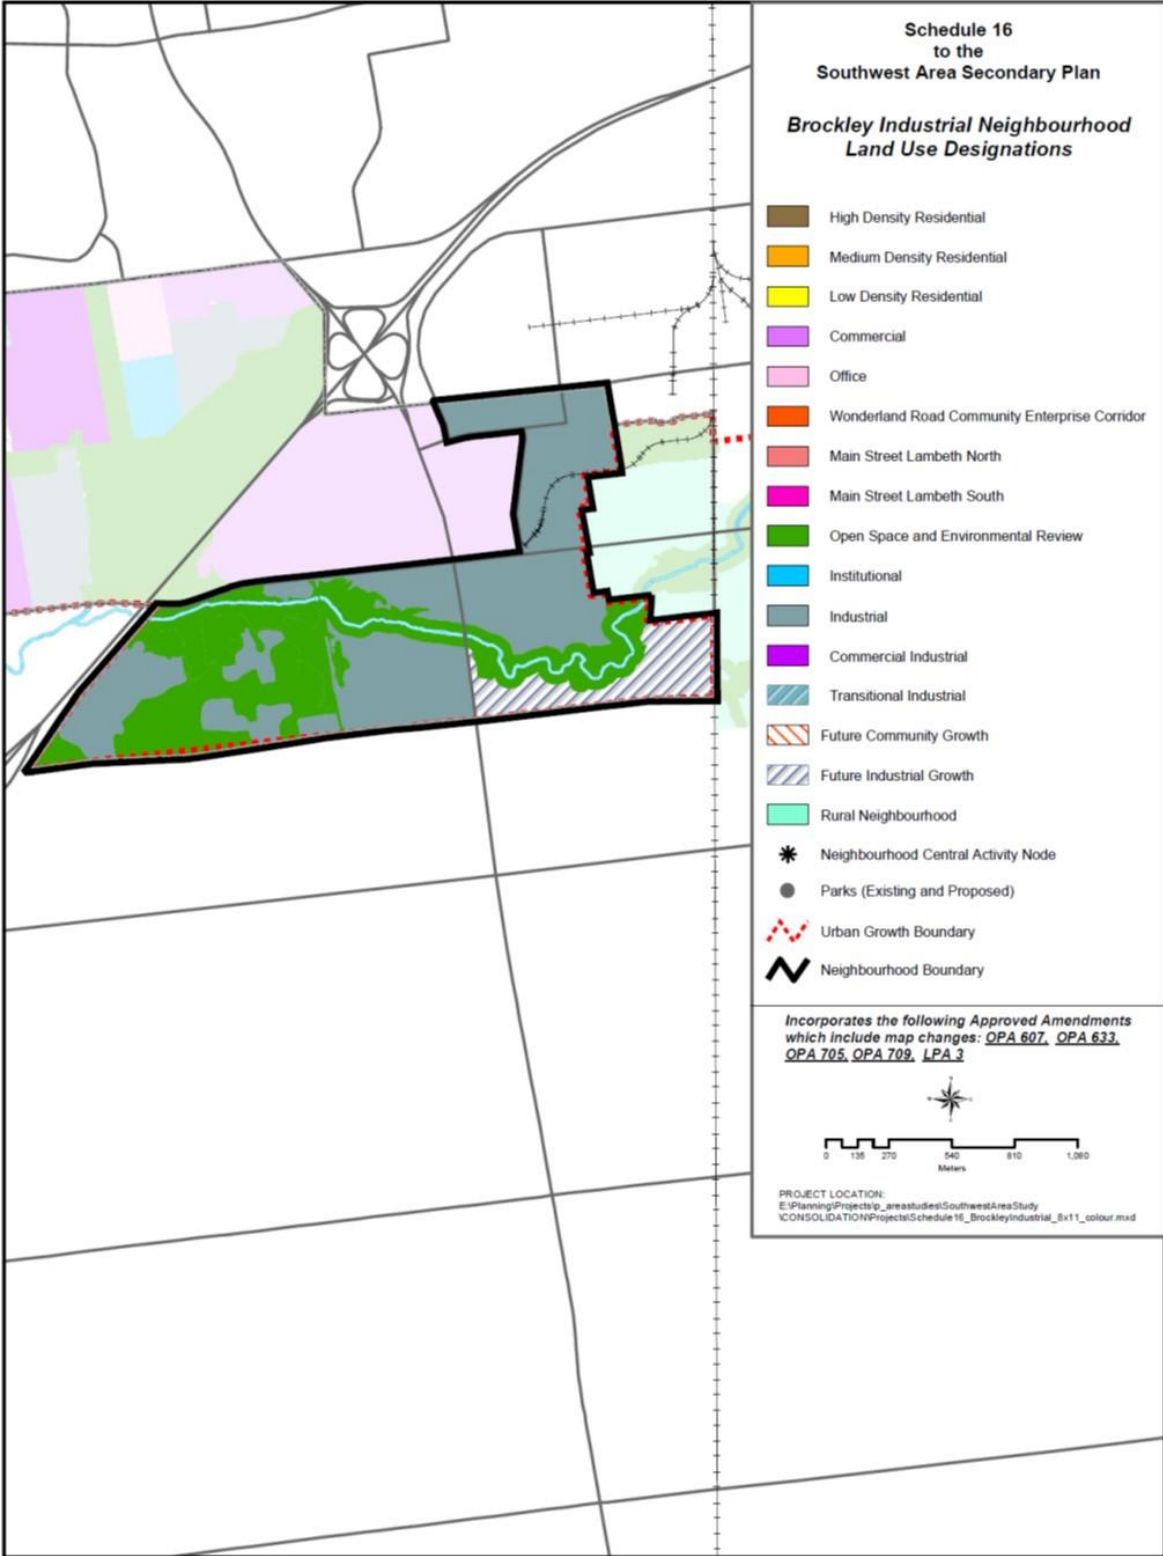 Schedule 16
to the
Southwest Area Secondary Plan
Brockley Industrial Neighbourhood
Land Use Designations
High Density Residential
Medium Density Residential
Low Density Residential
Commercial
Office
Wonderland Road Community Enterprise Corridor
Main Street Lambeth North
Main Street Lambeth South
Open Space and Environmental Review
Institutional
Industrial
Commercial Industrial
Transitional Industrial
Future Community Growth
Future Industrial Growth
Rural Neighbourhood
Neighbourhood Central Activity Node
Parks (Existing and Proposed)
Urban Growth Boundary
Neighbourhood Boundary
Incorporates the following Approved Amendments
which include map changes: OPA 607, OPA 633,
OPA 705, OPA 709, LPA 3
0 135 270 540 810 1,080
Meters
PROJECT LOCATION:
E:\Planning\Projects\p_areastudies\SouthwestAreaStudy
\CONSOLIDATION\Projects\Schedule16_BrockleyIndustrial_8x11_colour.mxd